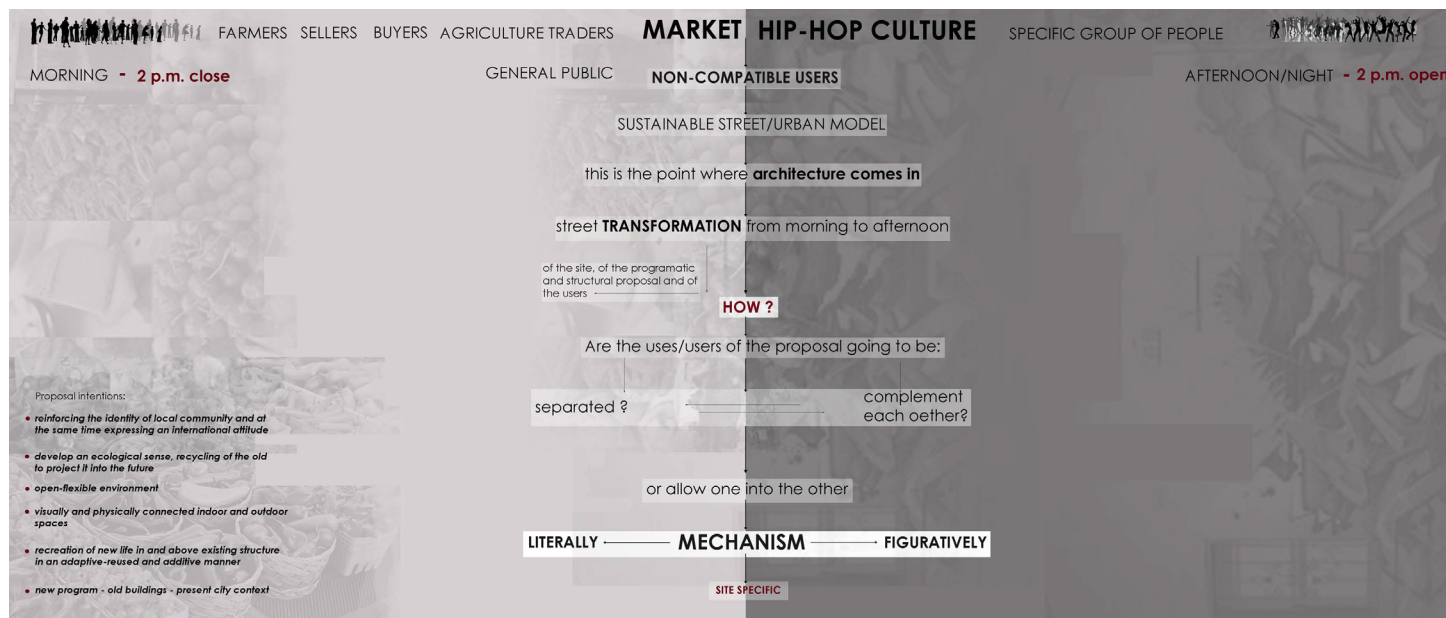 FARMERS SELLERS BUYERS AGRICULTURE TRADERS MARKET HIP-HOP CULTURE SPECIFIC GROUP OF PEOPLE
MORNING - 2 p.m. close GENERAL PUBLIC NON-COMPATIBLE USERS AFTERNOON/NIGHT - 2 p.m. open
SUSTAINABLE STREET/URBAN MODEL
this is the point where architecture comes in
street TRANSFORMATION from morning to afternoon
of the site, of the programatic
and structural proposal and of
the users
HOW ?
Are the uses/users of the proposal going to be:
separated ?
complement
each oether?
or allow one into the other
LITERALLY MECHANISM FIGURATIVELY
SITE SPECIFIC
Proposal intentions:
• reinforcing the identity of local community and at
the same time expressing an international attitude
• develop an ecological sense, recycling of the old
to project it into the future
• open-flexible environment
• visually and physically connected indoor and outdoor
spaces
• recreation of new life in and above existing structure
in an adaptive-reused and additive manner
• new program - old buildings - present city context